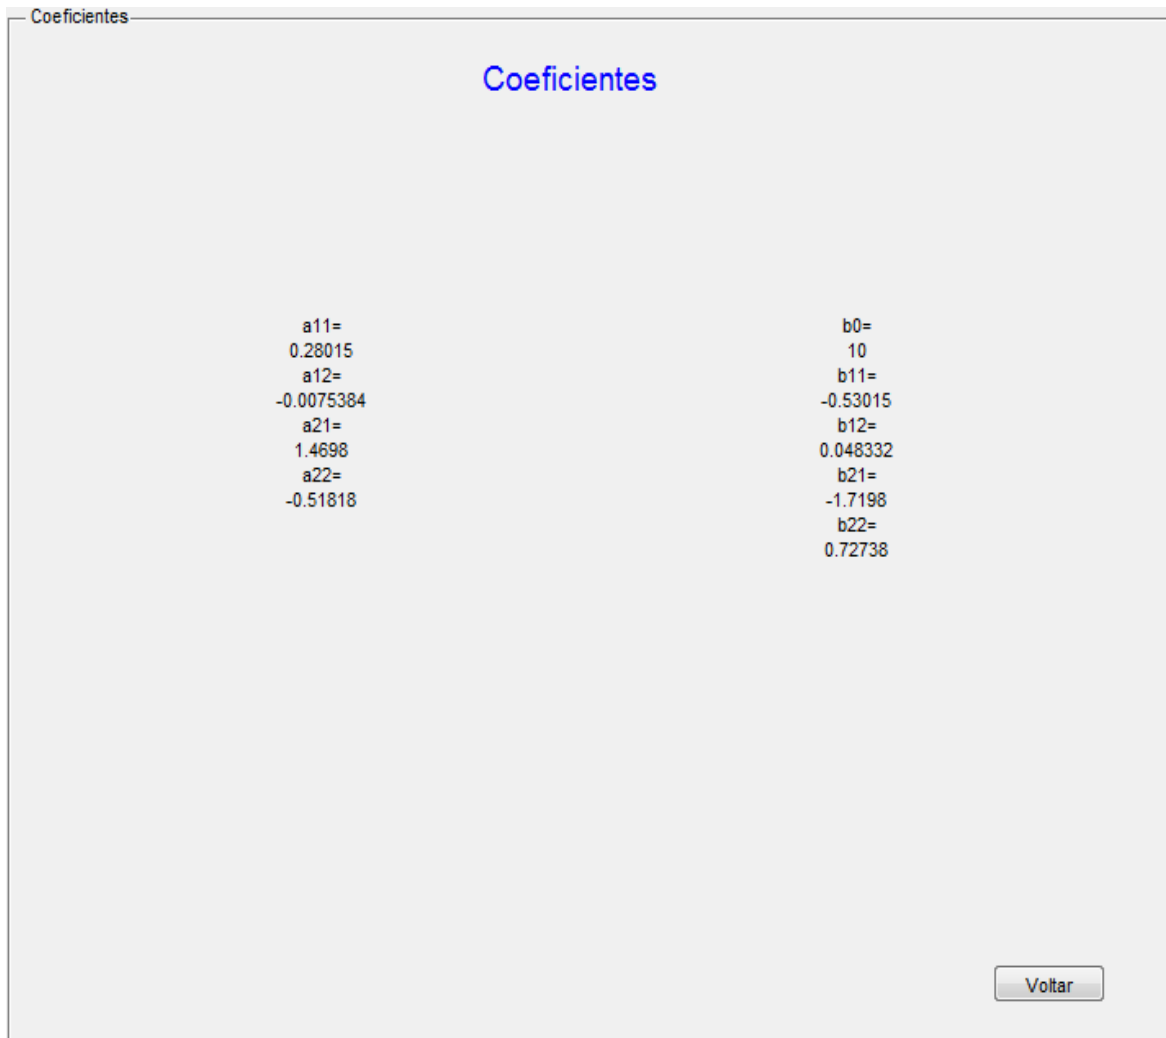 Coeficientes
Coeficientes
a11=
0.28015
a12=
-0.0075384
a21=
1.4698
a22=
-0.51818
b0=
10
b11=
-0.53015
b12=
0.048332
b21=
-1.7198
b22=
0.72738
Voltar